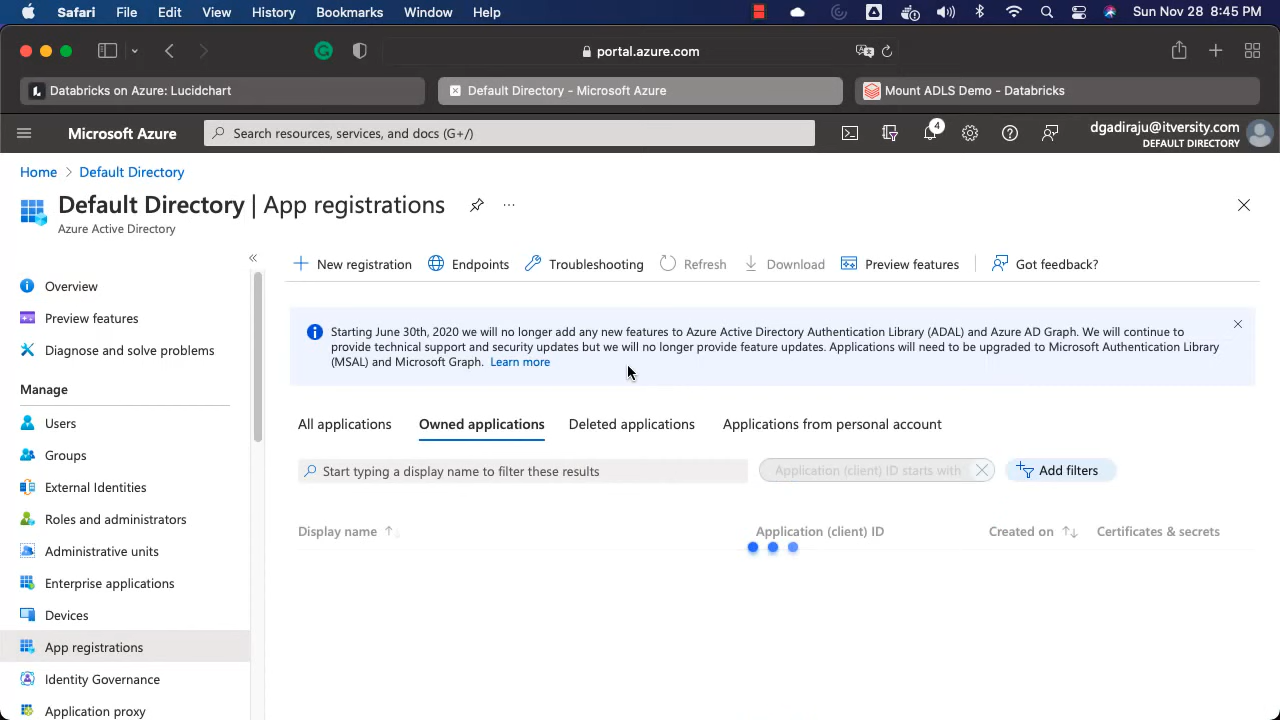 Safari File Edit View History Bookmarks Window Help Sun Nov 28 8:45 PM
portal.azure.com
Databricks on Azure: Lucidchart Default Directory - Microsoft Azure Mount ADLS Demo - Databricks
Microsoft Azure Search resources, services, and docs (G+/) 4 dgadiraju@itversity.com
DEFAULT DIRECTORY
Home > Default Directory
Default Directory | App registrations ...
Azure Active Directory
«
New registration Endpoints Troubleshooting Refresh Download Preview features Got feedback?
Overview
Preview features
Diagnose and solve problems
Manage
Users
Groups
External Identities
Roles and administrators
Administrative units
Enterprise applications
Devices
App registrations
Identity Governance
Application proxy
Starting June 30th, 2020 we will no longer add any new features to Azure Active Directory Authentication Library (ADAL) and Azure AD Graph. We will continue to
provide technical support and security updates but we will no longer provide feature updates. Applications will need to be upgraded to Microsoft Authentication Library
(MSAL) and Microsoft Graph. Learn more
All applications Owned applications Deleted applications Applications from personal account
Start typing a display name to filter these results Application (client) ID starts with Add filters
Display name Application (client) ID Created on Certificates & secrets